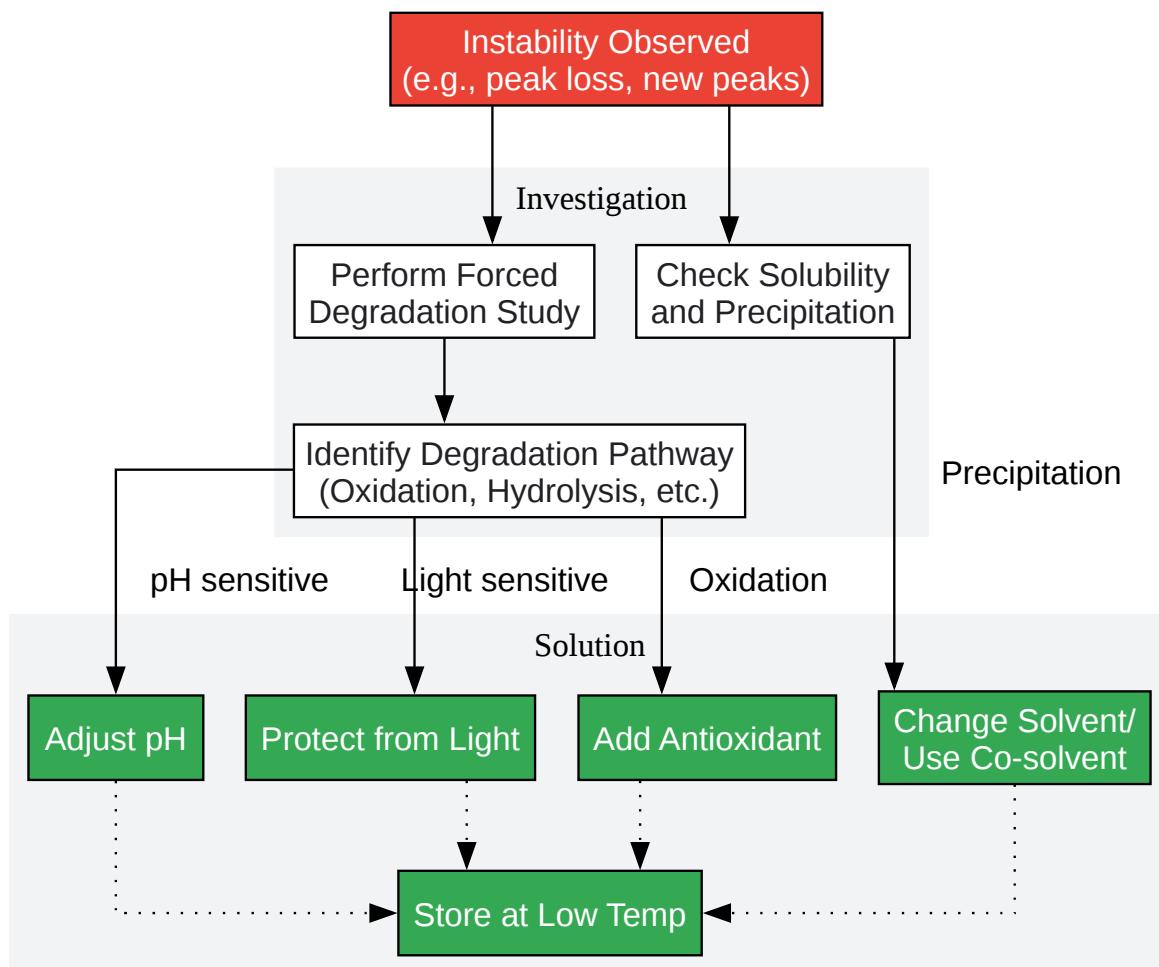 Instability Observed
(e.g., peak loss, new peaks)
Investigation
Perform Forced
Degradation Study
Check Solubility
and Precipitation
Identify Degradation Pathway
(Oxidation, Hydrolysis, etc.)
Precipitation
pH sensitive
Light sensitive
Oxidation
Solution
Adjust pH
Protect from Light
Add Antioxidant
Change Solvent/
Use Co-solvent
Store at Low Temp